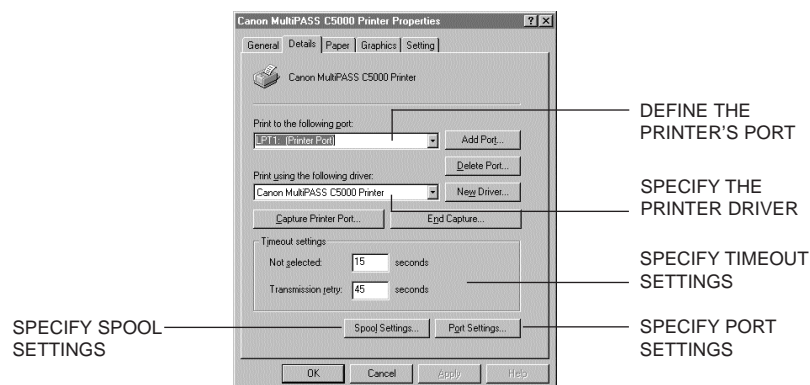 Canon MultiPASS C5000 Printer Properties
General Details Paper Graphics Setting
Canon MultiPASS C5000 Printer
Print to the following port:
LPT1: (Printer Port)
Add Port...
Delete Port...
Print using the following driver:
Canon MultiPASS C5000 Printer
New Driver...
Capture Printer Port...
End Capture...
Timeout settings
Not selected: 15 seconds
Transmission retry: 45 seconds
Spool Settings...
Port Settings...
OK Cancel Apply Help
DEFINE THE
PRINTER'S PORT
SPECIFY THE
PRINTER DRIVER
SPECIFY TIMEOUT
SETTINGS
SPECIFY SPOOL
SETTINGS
SPECIFY PORT
SETTINGS